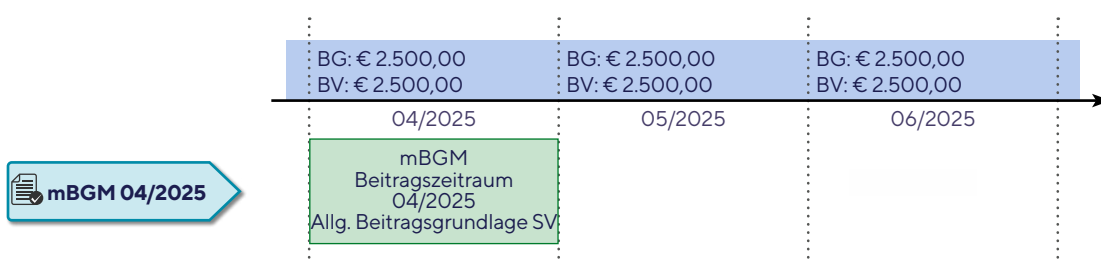 BG: € 2.500,00
BV: € 2.500,00
BG: € 2.500,00
BV: € 2.500,00
BG: € 2.500,00
BV: € 2.500,00
04/2025
05/2025
06/2025
mBGM 04/2025
mBGM
Beitragszeitraum
04/2025
Allg. Beitragsgrundlage SV